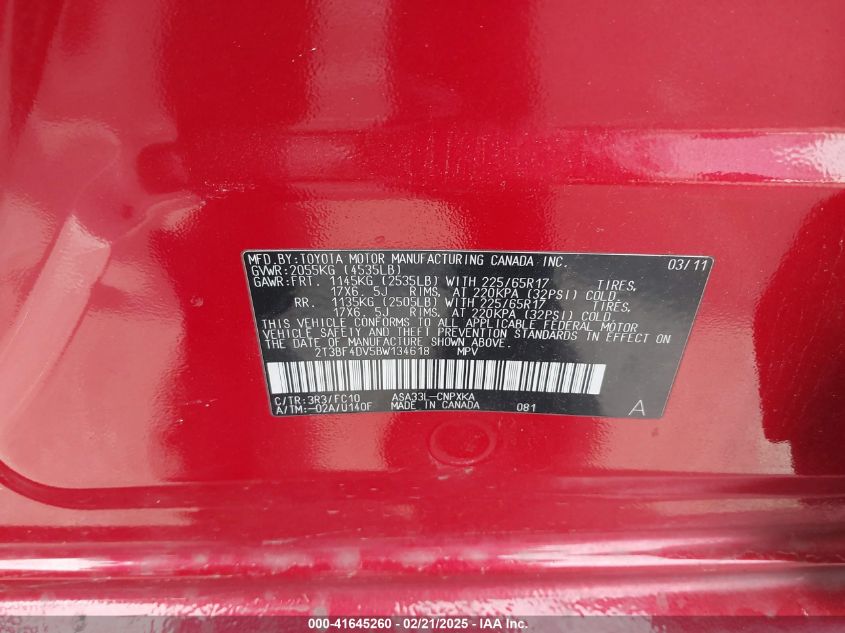 MFD. BY: TOYOTA MOTOR MANUFACTURING CANADA INC. 03/11
GVWR: 2055KG (4535LB)
GAWR: FRT. 1145KG (2535LB) WITH 225/65R17 TIRES,
17X6.5J RIMS, AT 220KPA (32PSI) COLD
RR. 1135KG (2505LB) WITH 225/65R17 TIRES,
17X6.5J RIMS, AT 220KPA (32PSI) COLD
THIS VEHICLE CONFORMS TO ALL APPLICABLE FEDERAL MOTOR
VEHICLE SAFETY AND THEFT PREVENTION STANDARDS IN EFFECT ON
THE DATE OF MANUFACTURE SHOWN ABOVE.
2T3BF4DV5BW134618 MPV
C/TR: 3R3/FC10 ASA33L-CNPXKA
A/TM: -02A/U140F MADE IN CANADA 081 A
000-41645260 - 02/21/2025 - IAA Inc.